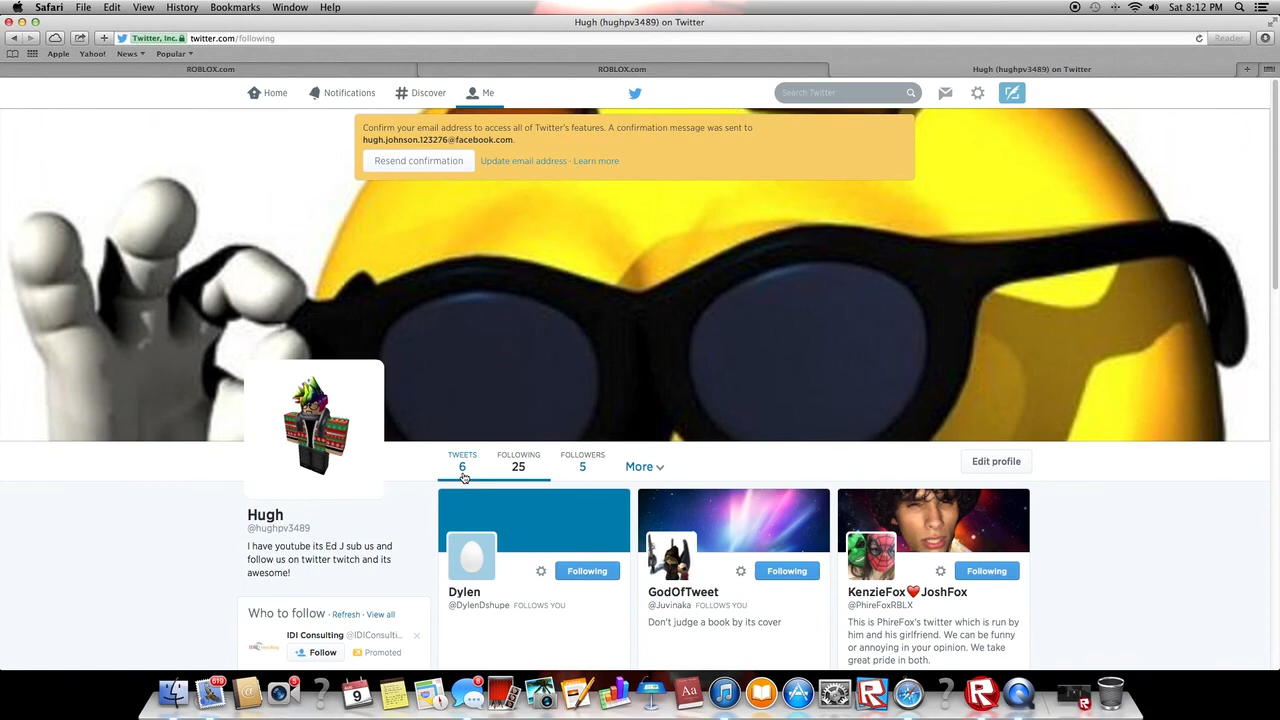 Safari File Edit View History Bookmarks Window Help Sat 8:12 PM
Hugh (hughpv3489) on Twitter
Twitter, Inc. twitter.com/following Reader
Apple Yahoo! News Popular
ROBLOX.com ROBLOX.com Hugh (hughpv3489) on Twitter
Home Notifications Discover Me Search Twitter
Confirm your email address to access all of Twitter's features. A confirmation message was sent to
hugh.johnson.123276@facebook.com.
Resend confirmation Update email address · Learn more
TWEETS FOLLOWING FOLLOWERS
6 25 5 More Edit profile
Hugh
@hughpv3489
I have youtube its Ed J sub us and
follow us on twitter twitch and its
awesome!
Who to follow · Refresh · View all
IDI Consulting @IDIConsulti...
Follow Promoted
Following Following Following
Dylen GodOfTweet KenzieFox❤JoshFox
@DylenDshupe FOLLOWS YOU @Juvinaka FOLLOWS YOU @PhireFoxRBLX
Don't judge a book by its cover
This is PhireFox's twitter which is run by
him and his girlfriend. We can be funny
or annoying in your opinion. We take
great pride in both.
619 5 9 8